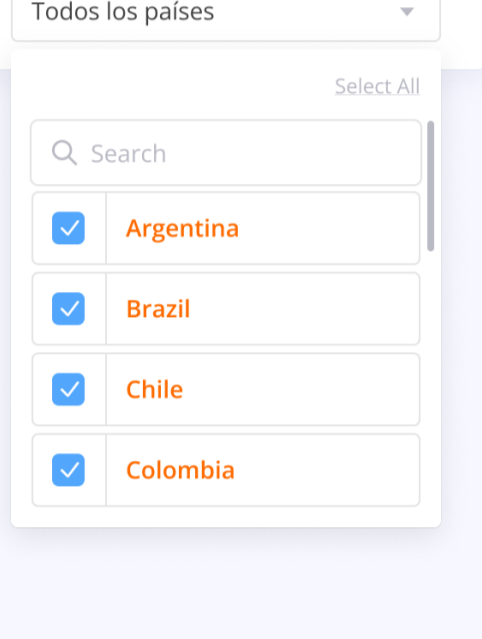 Todos los países
Select All
Search
Argentina
Brazil
Chile
Colombia